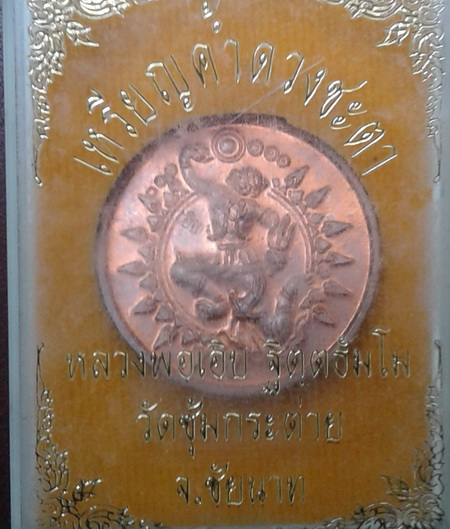 เหรียญค้ำดวงชะตา
หลวงพ่อเอิบ ฐิตฺตธัมโม
วัดซุ้มกระต่าย
จ.ชัยนาท